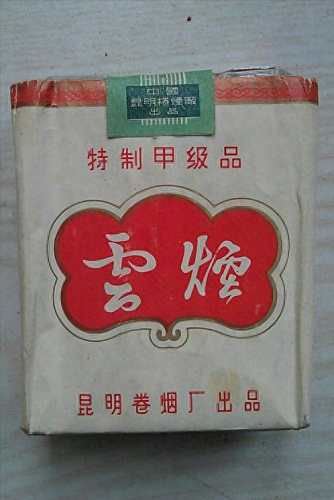 中國
昆明捲煙廠
出品
特制甲级品
雲煙
昆明卷烟厂出品